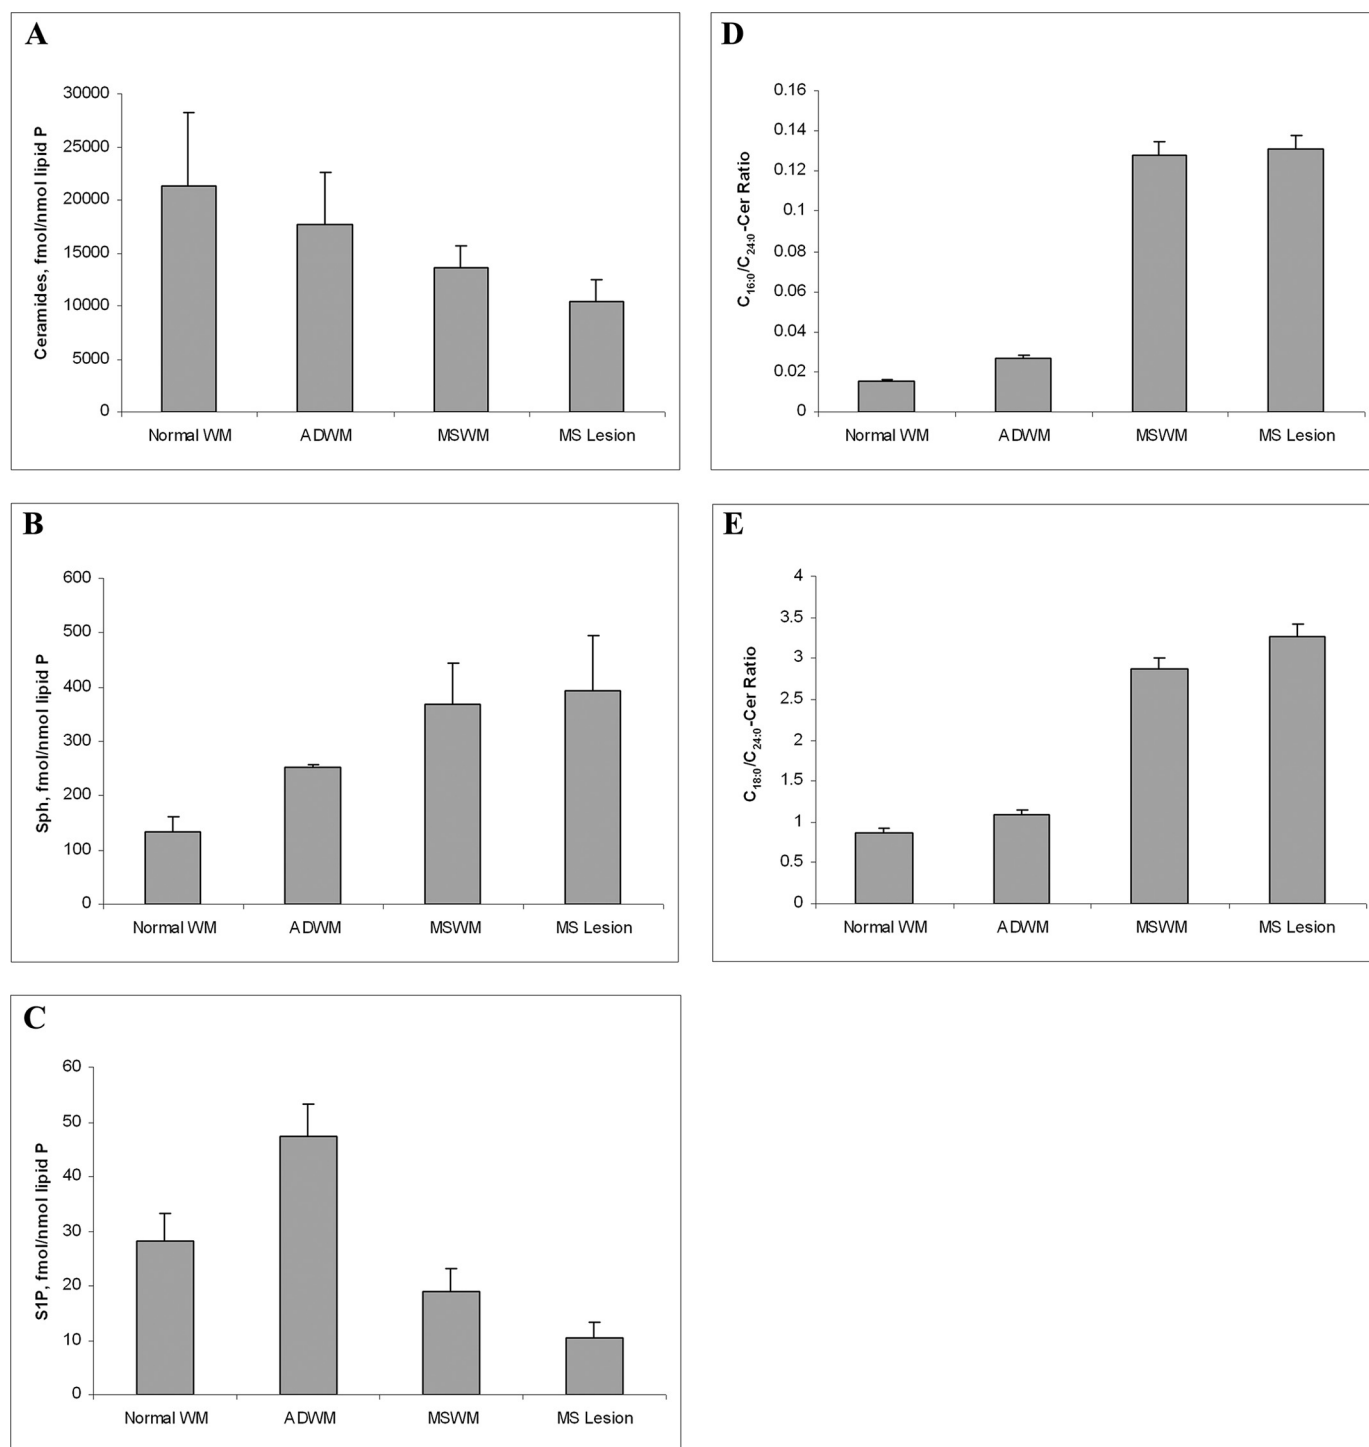 A
Ceramides, fmol/nmol lipid P
30000
25000
20000
15000
10000
5000
0
Normal WM ADWM MSWM MS Lesion
D
C16:0/C24:0-Cer Ratio
0.16
0.14
0.12
0.1
0.08
0.06
0.04
0.02
0
Normal WM ADWM MSWM MS Lesion
B
Sph, fmol/nmol lipid P
600
500
400
300
200
100
0
Normal WM ADWM MSWM MS Lesion
E
C18:0/C24:0-Cer Ratio
4
3.5
3
2.5
2
1.5
1
0.5
0
Normal WM ADWM MSWM MS Lesion
C
S1P, fmol/nmol lipid P
60
50
40
30
20
10
0
Normal WM ADWM MSWM MS Lesion